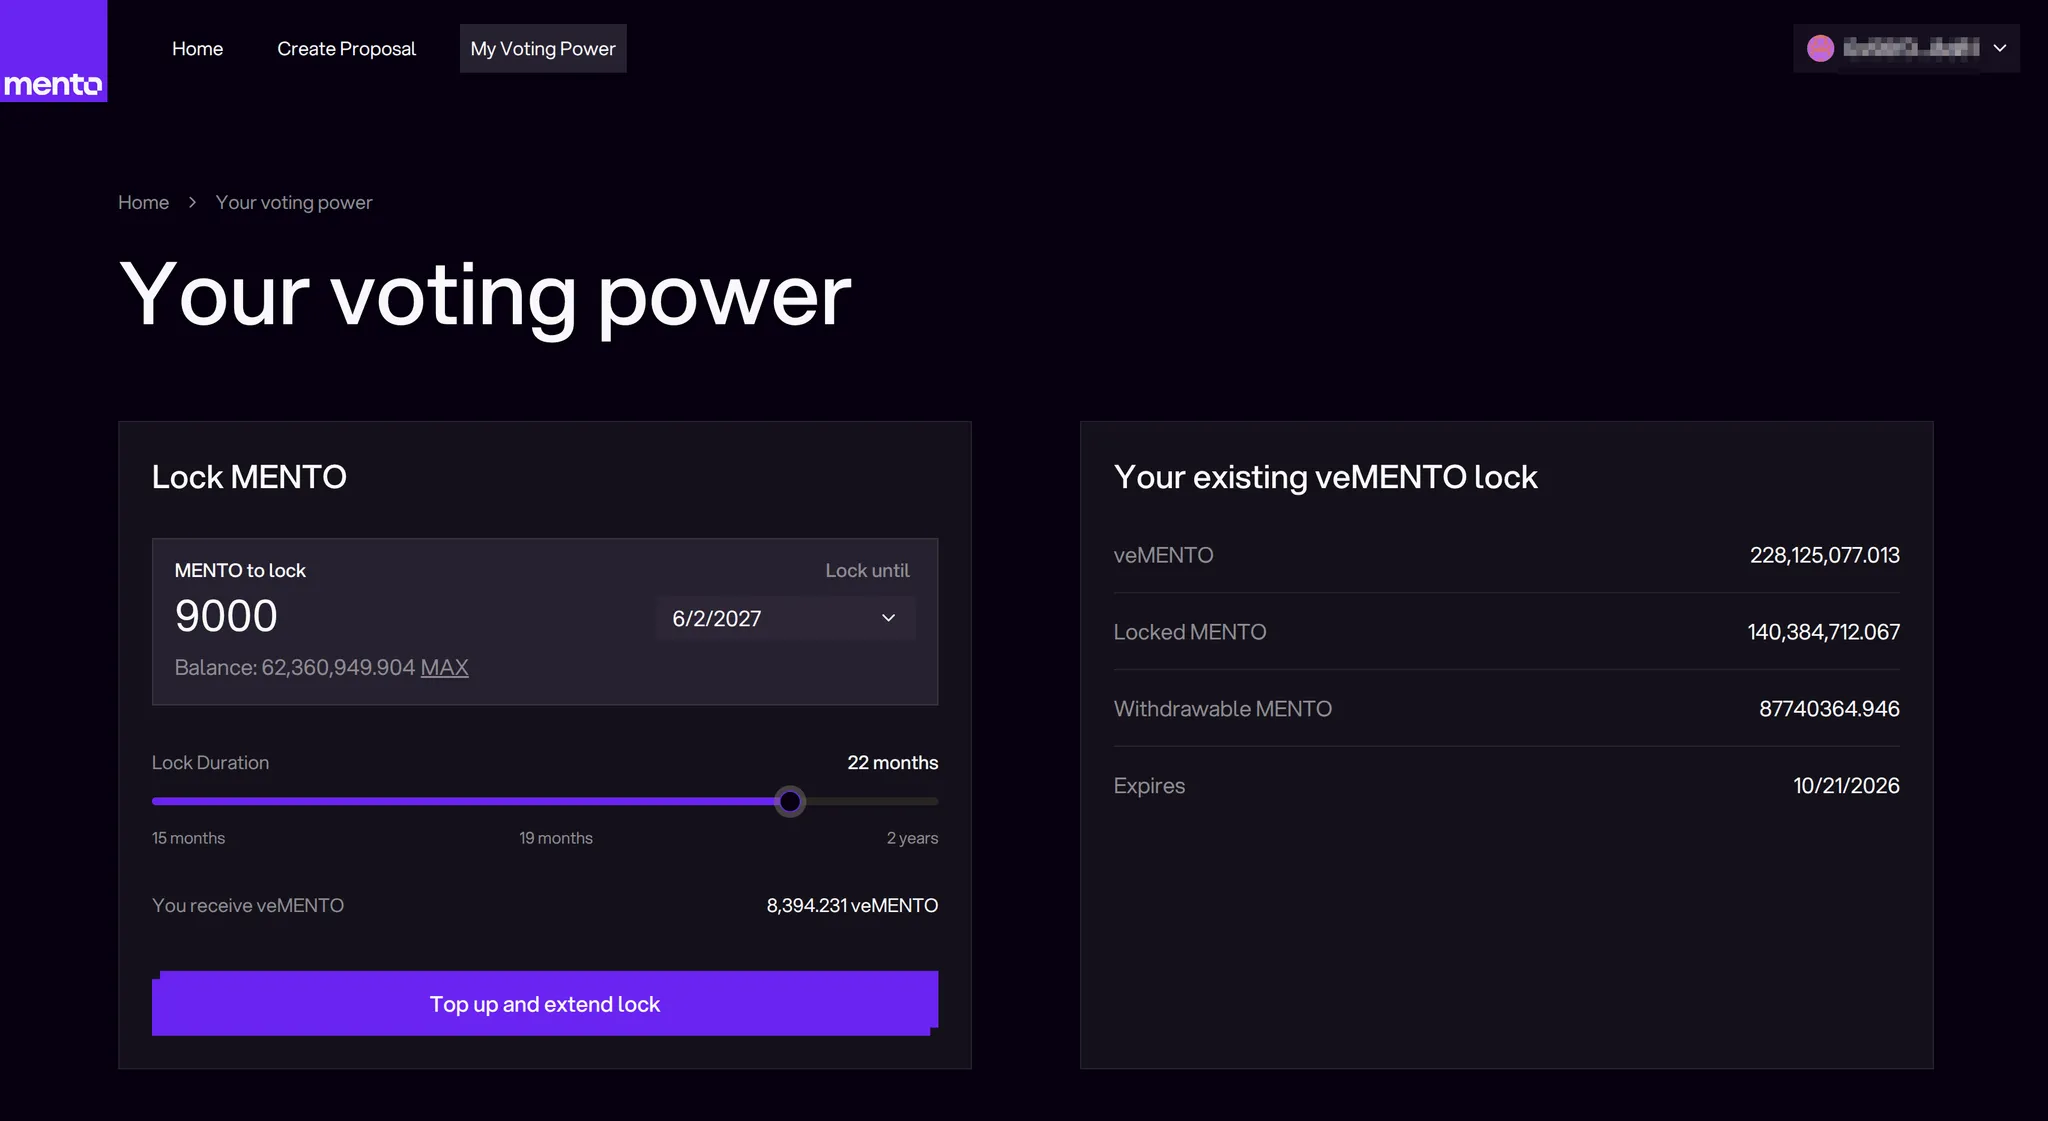 mento
Home
Create Proposal
My Voting Power
Home > Your voting power
Your voting power
Lock MENTO
MENTO to lock
Lock until
9000
6/2/2027
Balance: 62,360,949.904 MAX
Lock Duration
22 months
15 months
19 months
2 years
You receive veMENTO
8,394.231 veMENTO
Top up and extend lock
Your existing veMENTO lock
veMENTO
228,125,077.013
Locked MENTO
140,384,712.067
Withdrawable MENTO
87740364.946
Expires
10/21/2026